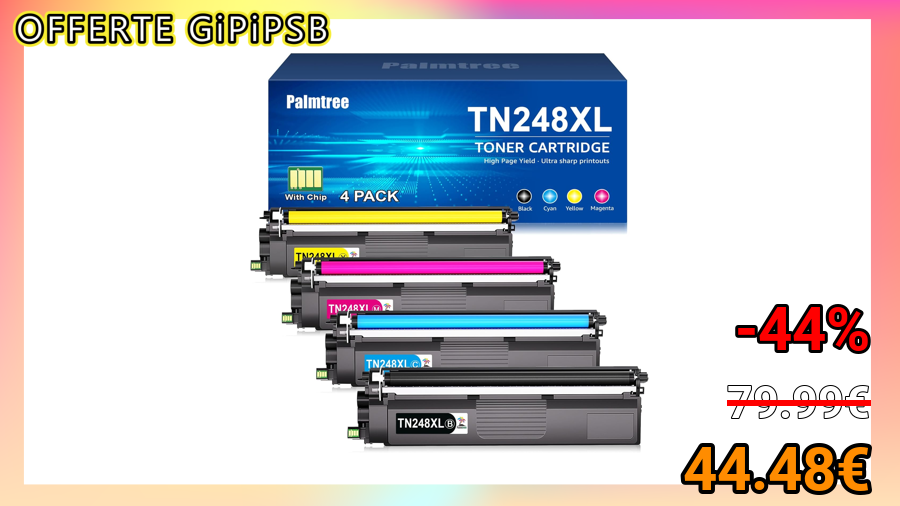 OFFERTE GiPiPSB
Palmtree
Palmtree
TN248XL
TONER CARTRIDGE
High Page Yield · Ultra sharp printouts
With Chip
4 PACK
Black
Cyan
Yellow
Magenta
TN248XL Y
TN248XL M
TN248XL C
TN248XL B
-44%
79.99€
44.48€